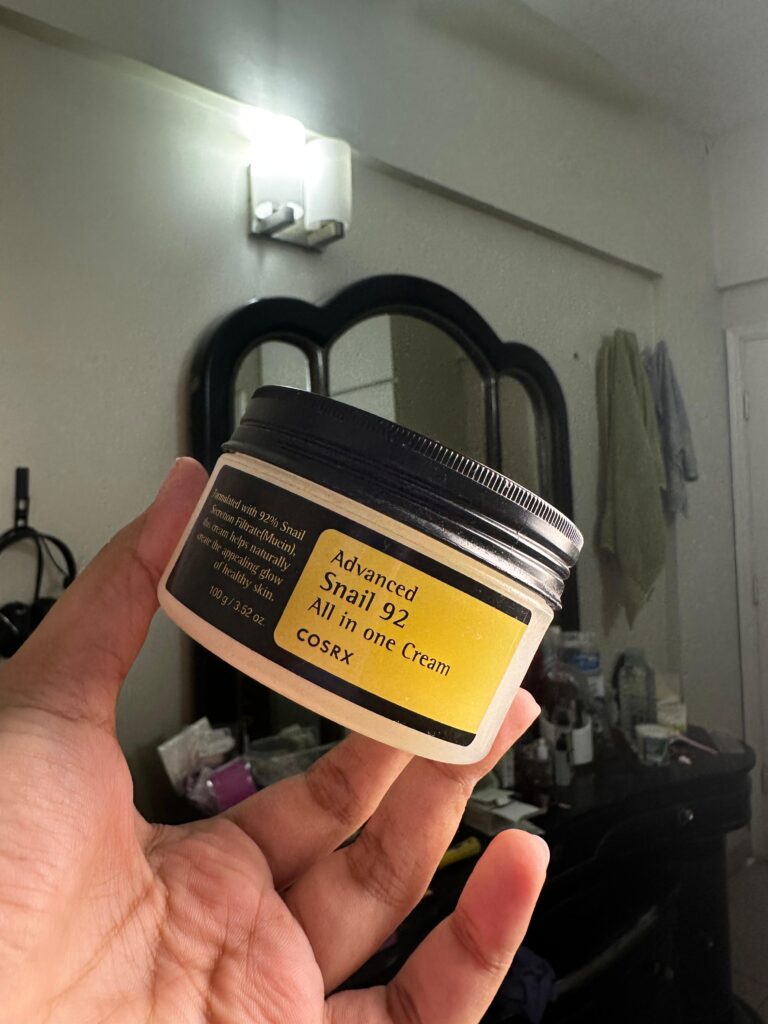 Formulated with 92% Snail
Secretion Filtrate(Mucin),
this cream helps naturally
create the appealing glow
of healthy skin.
100 g / 3.52 oz.
Advanced
Snail 92
All in one Cream
COSRX